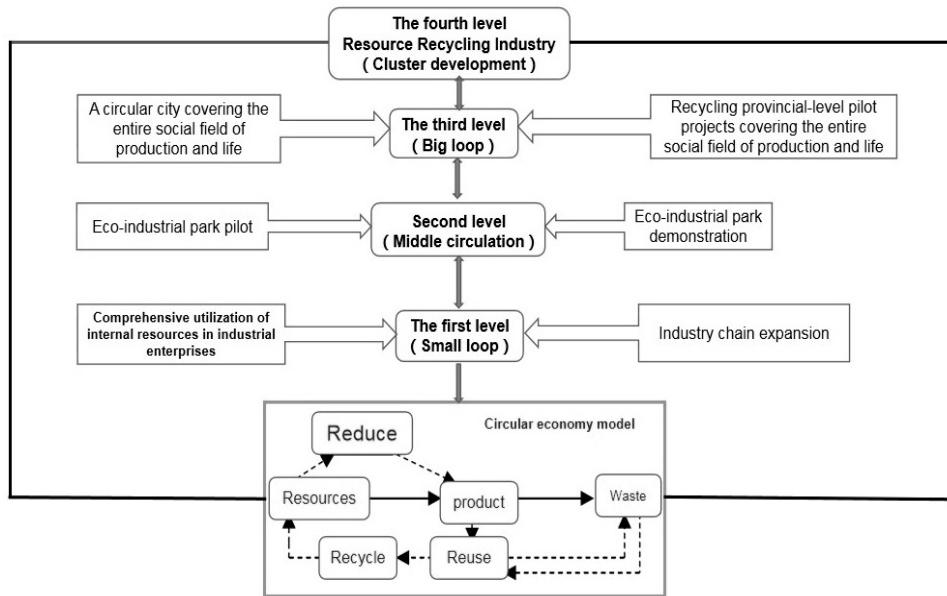 The fourth level
Resource Recycling Industry
( Cluster development )
A circular city covering the
entire social field of
production and life
The third level
( Big loop )
Recycling provincial-level pilot
projects covering the entire
social field of production and life
Eco-industrial park pilot
Second level
( Middle circulation )
Eco-industrial park
demonstration
Comprehensive utilization of
internal resources in industrial
enterprises
The first level
( Small loop )
Industry chain expansion
Circular economy model
Reduce
Resources
product
Waste
Recycle
Reuse